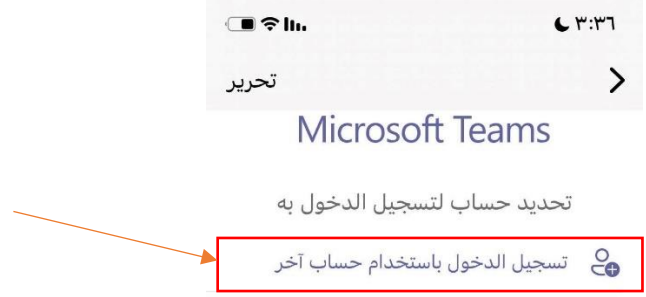 ٣:٣٦
تحرير
Microsoft Teams
تحديد حساب لتسجيل الدخول به
تسجيل الدخول باستخدام حساب آخر